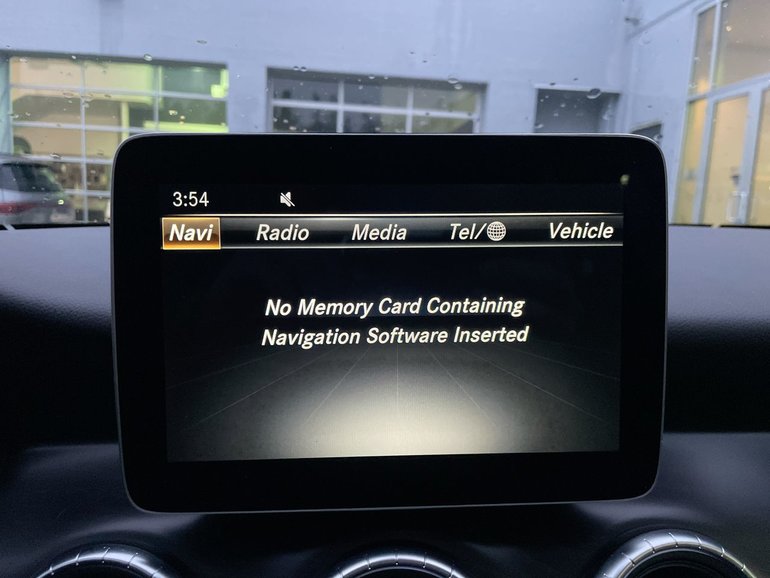 3:54
Navi Radio Media Tel/ Vehicle
No Memory Card Containing
Navigation Software Inserted